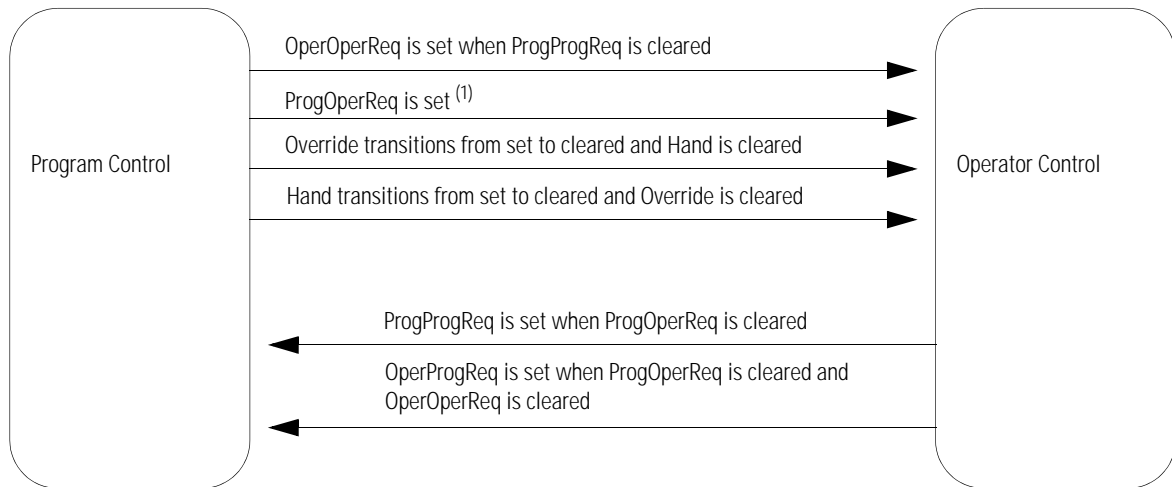 OperOperReq is set when ProgProgReq is cleared
ProgOperReq is set (1)
Override transitions from set to cleared and Hand is cleared
Program Control
Operator Control
Hand transitions from set to cleared and Override is cleared
ProgProgReq is set when ProgOperReq is cleared
OperProgReq is set when ProgOperReq is cleared and
OperOperReq is cleared